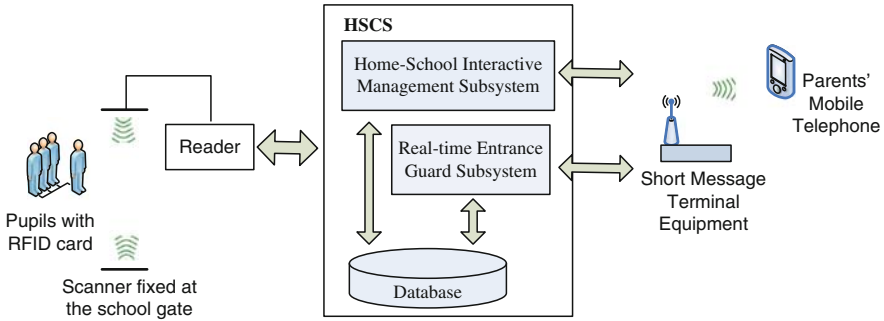 HSCS
Home-School Interactive
Management Subsystem
Real-time Entrance
Guard Subsystem
Database
Reader
Pupils with
RFID card
Scanner fixed at
the school gate
Short Message
Terminal
Equipment
Parents'
Mobile
Telephone